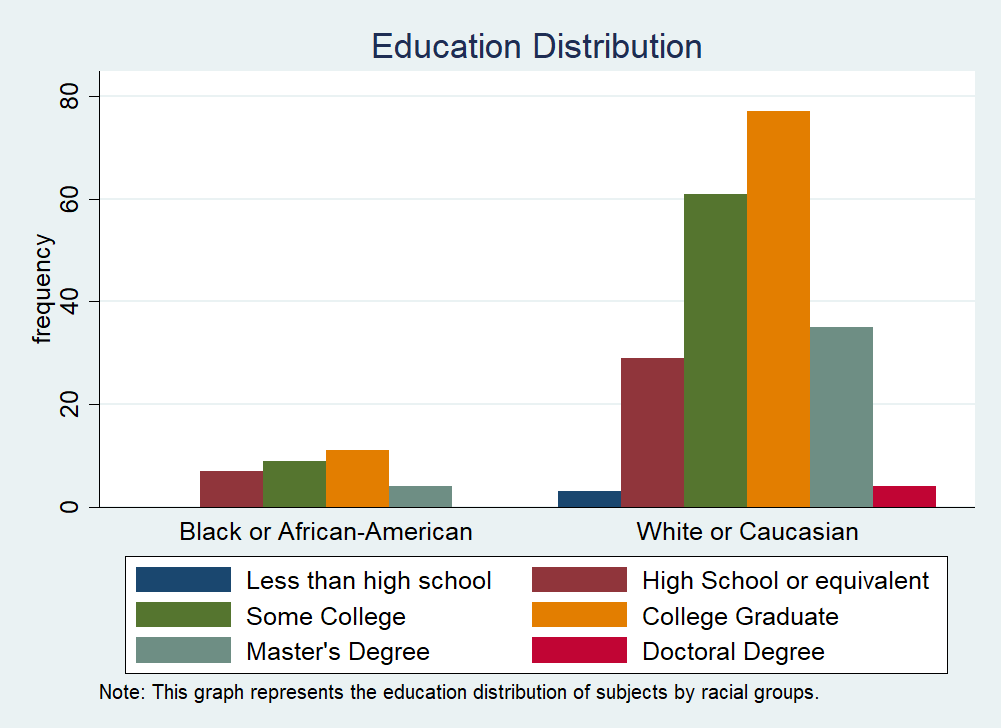 Education Distribution
80
60
40
20
0
frequency
Black or African-American White or Caucasian
Less than high school High School or equivalent
Some College College Graduate
Master's Degree Doctoral Degree
Note: This graph represents the education distribution of subjects by racial groups.